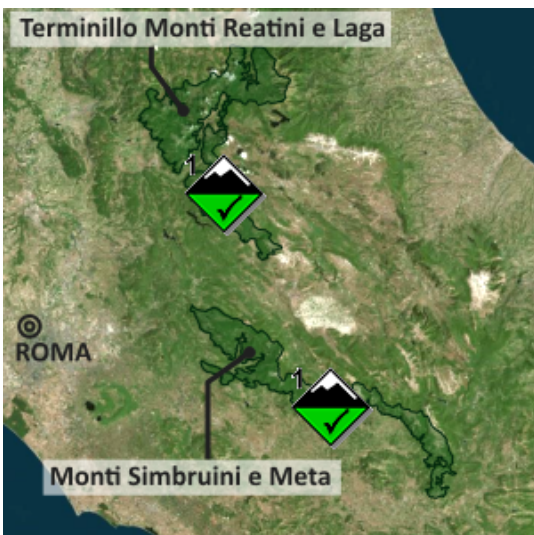 Terminillo Monti Reatini e Laga
1
ROMA
1
Monti Simbruini e Meta